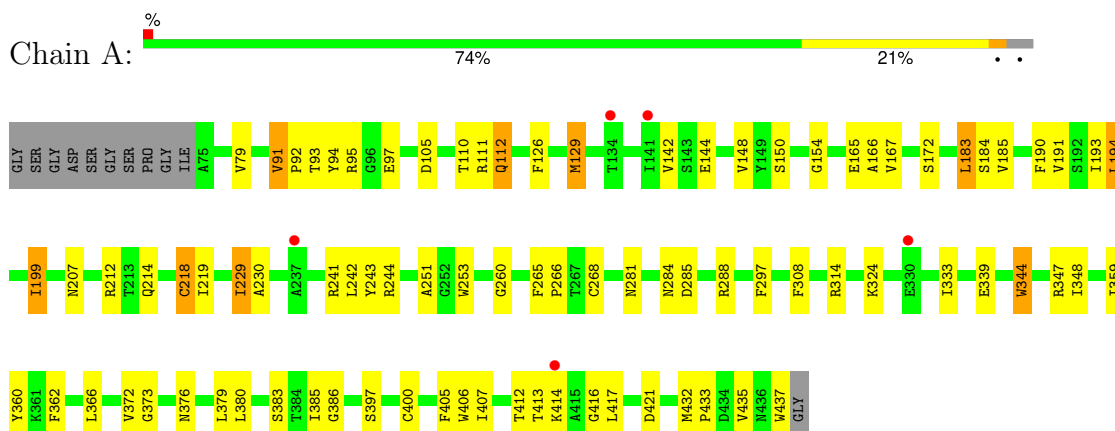 %
Chain A:
74% 21% • •
GLY SER GLY ASP SER GLY SER PRO GLY ILE A75 V79 V91 P92 T93 Y94 R95 G96 E97 D105 T110 R111 Q112 F126 M129 T134 I141 V142 S143 E144 V148 Y149 S150 G154 E165 A166 V167 S172 L183 S184 V185 F190 V191 S192 I193 L194
I199 N207 R212 T213 Q214 C218 I219 I229 A230 A237 R241 L242 Y243 R244 A251 G252 W253 G260 F265 P266 T267 C268 N281 N284 D285 R288 F297 F308 R314 K324 E330 I333 E339 W344 R347 I348 I359
Y360 K361 F362 L366 V372 G373 N376 L379 L380 S383 T384 I385 G386 S397 C400 F405 W406 I407 T412 T413 K414 A415 G416 L417 D421 M432 P433 D434 V435 N436 W437 GLY